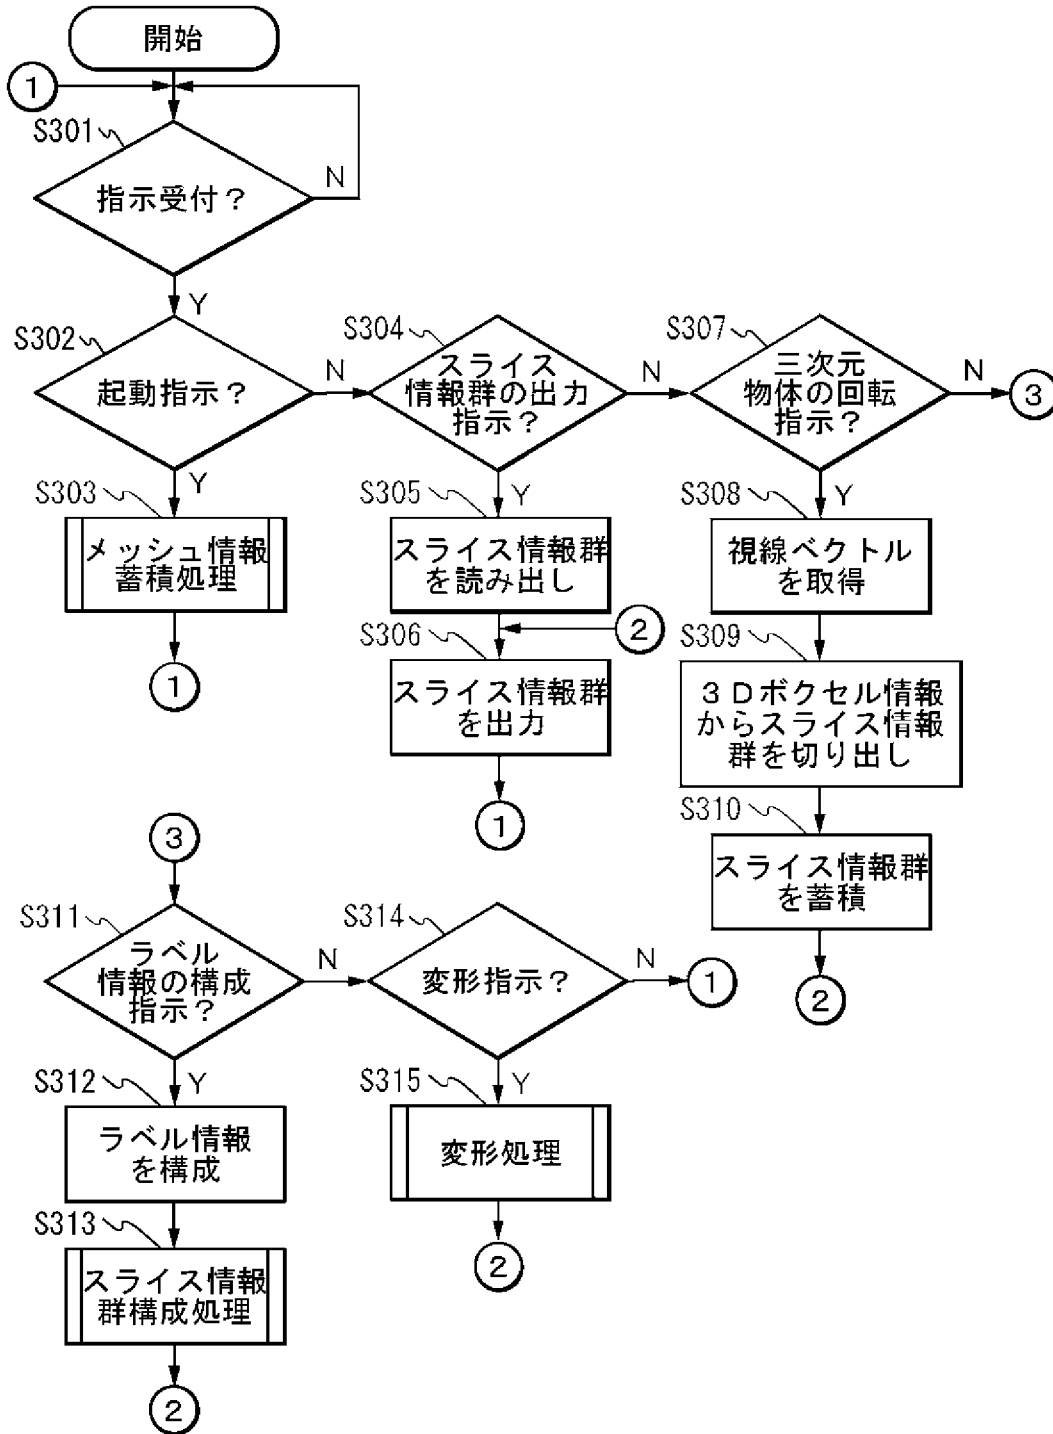 開始
①
S301
指示受付？
N
Y
S302
起動指示？
N
S304
スライス
情報群の出力
指示？
N
S307
三次元
物体の回転
指示？
N
③
Y
S303
メッシュ情報
蓄積処理
①
Y
S305
スライス情報群
を読み出し
②
S306
スライス情報群
を出力
①
Y
S308
視線ベクトル
を取得
S309
３Ｄボクセル情報
からスライス情報
群を切り出し
S310
スライス情報群
を蓄積
②
③
S311
ラベル
情報の構成
指示？
N
S314
変形指示？
N
①
Y
S312
ラベル情報
を構成
S313
スライス情報
群構成処理
②
Y
S315
変形処理
②